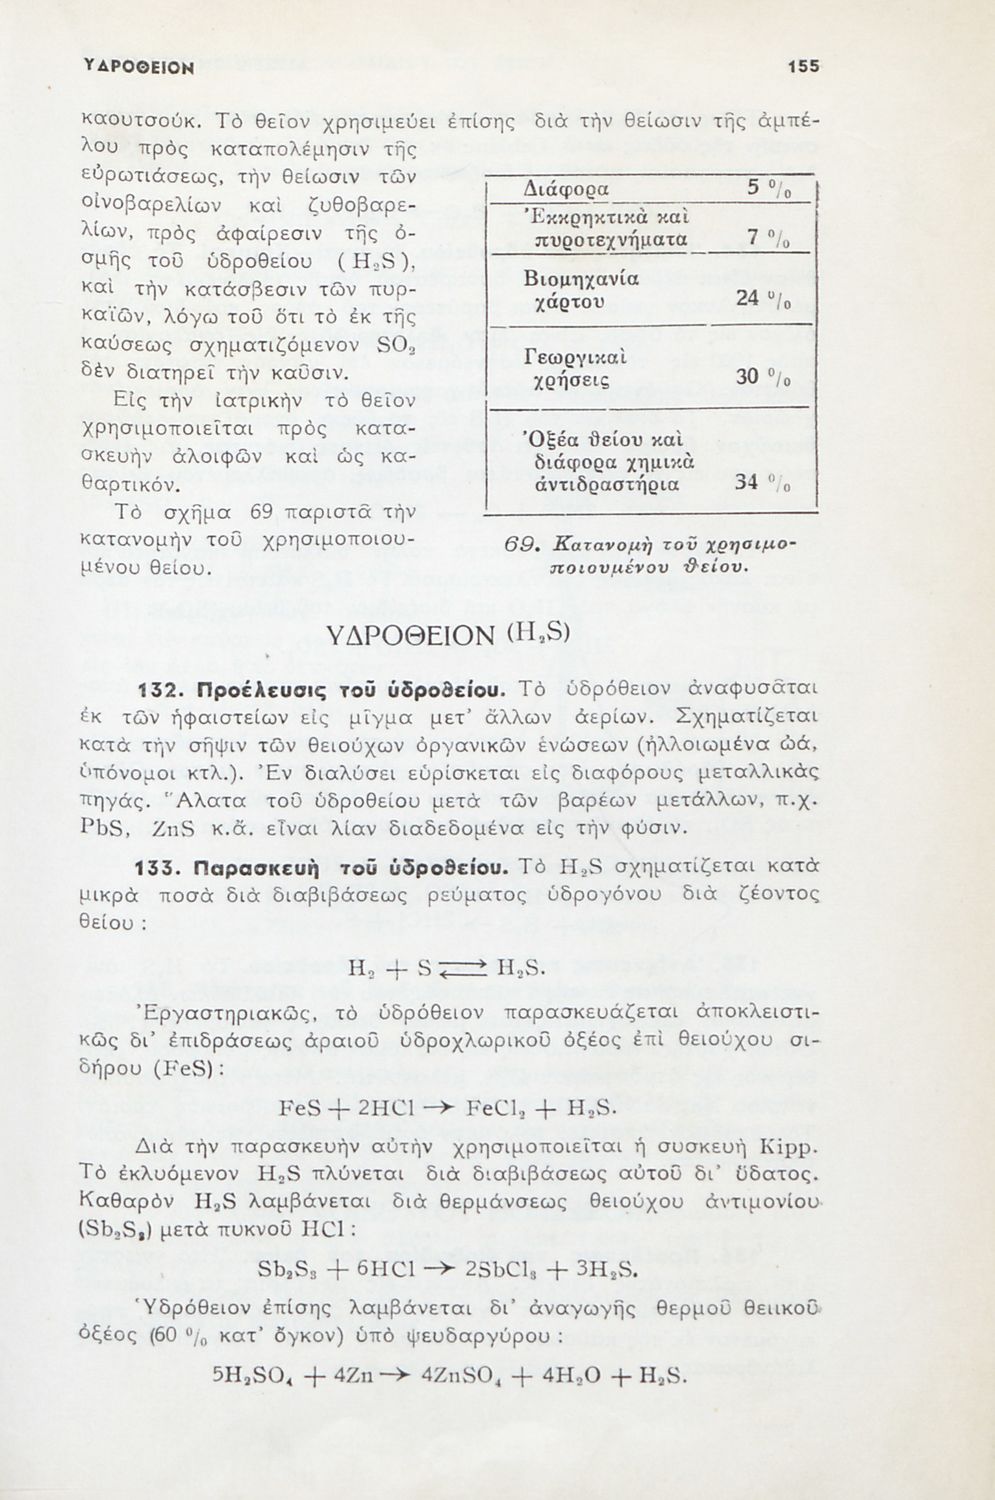 ΥΔΡΟΘΕΙΟΝ 155
καουτσούκ. Τὸ θεῖον χρησιμεύει ἐπίσης διὰ τὴν θείωσιν τῆς ἀμπέ-
λου πρὸς καταπολέμησιν τῆς
εὐρωτιάσεως, τὴν θείωσιν τῶν
οἰνοβαρελίων καὶ ζυθοβαρε-
λίων, πρὸς ἀφαίρεσιν τῆς ὀ-
σμῆς τοῦ ὑδροθείου (H₂S),
καὶ τὴν κατάσβεσιν τῶν πυρ-
καϊῶν, λόγω τοῦ ὅτι τὸ ἐκ τῆς
καύσεως σχηματιζόμενον SO₂
δὲν διατηρεῖ τὴν καῦσιν.
Εἰς τὴν ἰατρικὴν τὸ θεῖον
χρησιμοποιεῖται πρὸς κατα-
σκευὴν ἀλοιφῶν καὶ ὡς κα-
θαρτικόν.
Τὸ σχῆμα 69 παριστᾶ τὴν
κατανομὴν τοῦ χρησιμοποιου-
μένου θείου.
Διάφορα 5 %
Ἐκκρηκτικὰ καὶ
πυροτεχνήματα 7 %
Βιομηχανία
χάρτου 24 %
Γεωργικαὶ
χρήσεις 30 %
Ὀξέα θείου καὶ
διάφορα χημικὰ
ἀντιδραστήρια 34 %
69. Κατανομὴ τοῦ χρησιμο-
ποιουμένου θείου.
ΥΔΡΟΘΕΙΟΝ (H₂S)
132. Προέλευσις τοῦ ὑδροθείου. Τὸ ὑδρόθειον ἀναφυσᾶται
ἐκ τῶν ἡφαιστείων εἰς μῖγμα μετ᾽ ἄλλων ἀερίων. Σχηματίζεται
κατὰ τὴν σῆψιν τῶν θειούχων ὀργανικῶν ἑνώσεων (ἠλλοιωμένα ὠά,
ὑπόνομοι κτλ.). Ἐν διαλύσει εὑρίσκεται εἰς διαφόρους μεταλλικὰς
πηγάς. Ἅλατα τοῦ ὑδροθείου μετὰ τῶν βαρέων μετάλλων, π.χ.
PbS, ZnS κ.ἄ. εἶναι λίαν διαδεδομένα εἰς τὴν φύσιν.
133. Παρασκευὴ τοῦ ὑδροθείου. Τὸ H₂S σχηματίζεται κατὰ
μικρὰ ποσὰ διὰ διαβιβάσεως ρεύματος ὑδρογόνου διὰ ζέοντος
θείου :
H₂ + S ⇄ H₂S.
Ἐργαστηριακῶς, τὸ ὑδρόθειον παρασκευάζεται ἀποκλειστι-
κῶς δι᾽ ἐπιδράσεως ἀραιοῦ ὑδροχλωρικοῦ ὀξέος ἐπὶ θειούχου σι-
δήρου (FeS) :
FeS + 2HCl → FeCl₂ + H₂S.
Διὰ τὴν παρασκευὴν αὐτὴν χρησιμοποιεῖται ἡ συσκευὴ Kipp.
Τὸ ἐκλυόμενον H₂S πλύνεται διὰ διαβιβάσεως αὐτοῦ δι᾽ ὕδατος.
Καθαρὸν H₂S λαμβάνεται διὰ θερμάνσεως θειούχου ἀντιμονίου
(Sb₂S₃) μετὰ πυκνοῦ HCl :
Sb₂S₃ + 6HCl → 2SbCl₃ + 3H₂S.
Ὑδρόθειον ἐπίσης λαμβάνεται δι᾽ ἀναγωγῆς θερμοῦ θειικοῦ
ὀξέος (60 % κατ᾽ ὄγκον) ὑπὸ ψευδαργύρου :
5H₂SO₄ + 4Zn → 4ZnSO₄ + 4H₂O + H₂S.